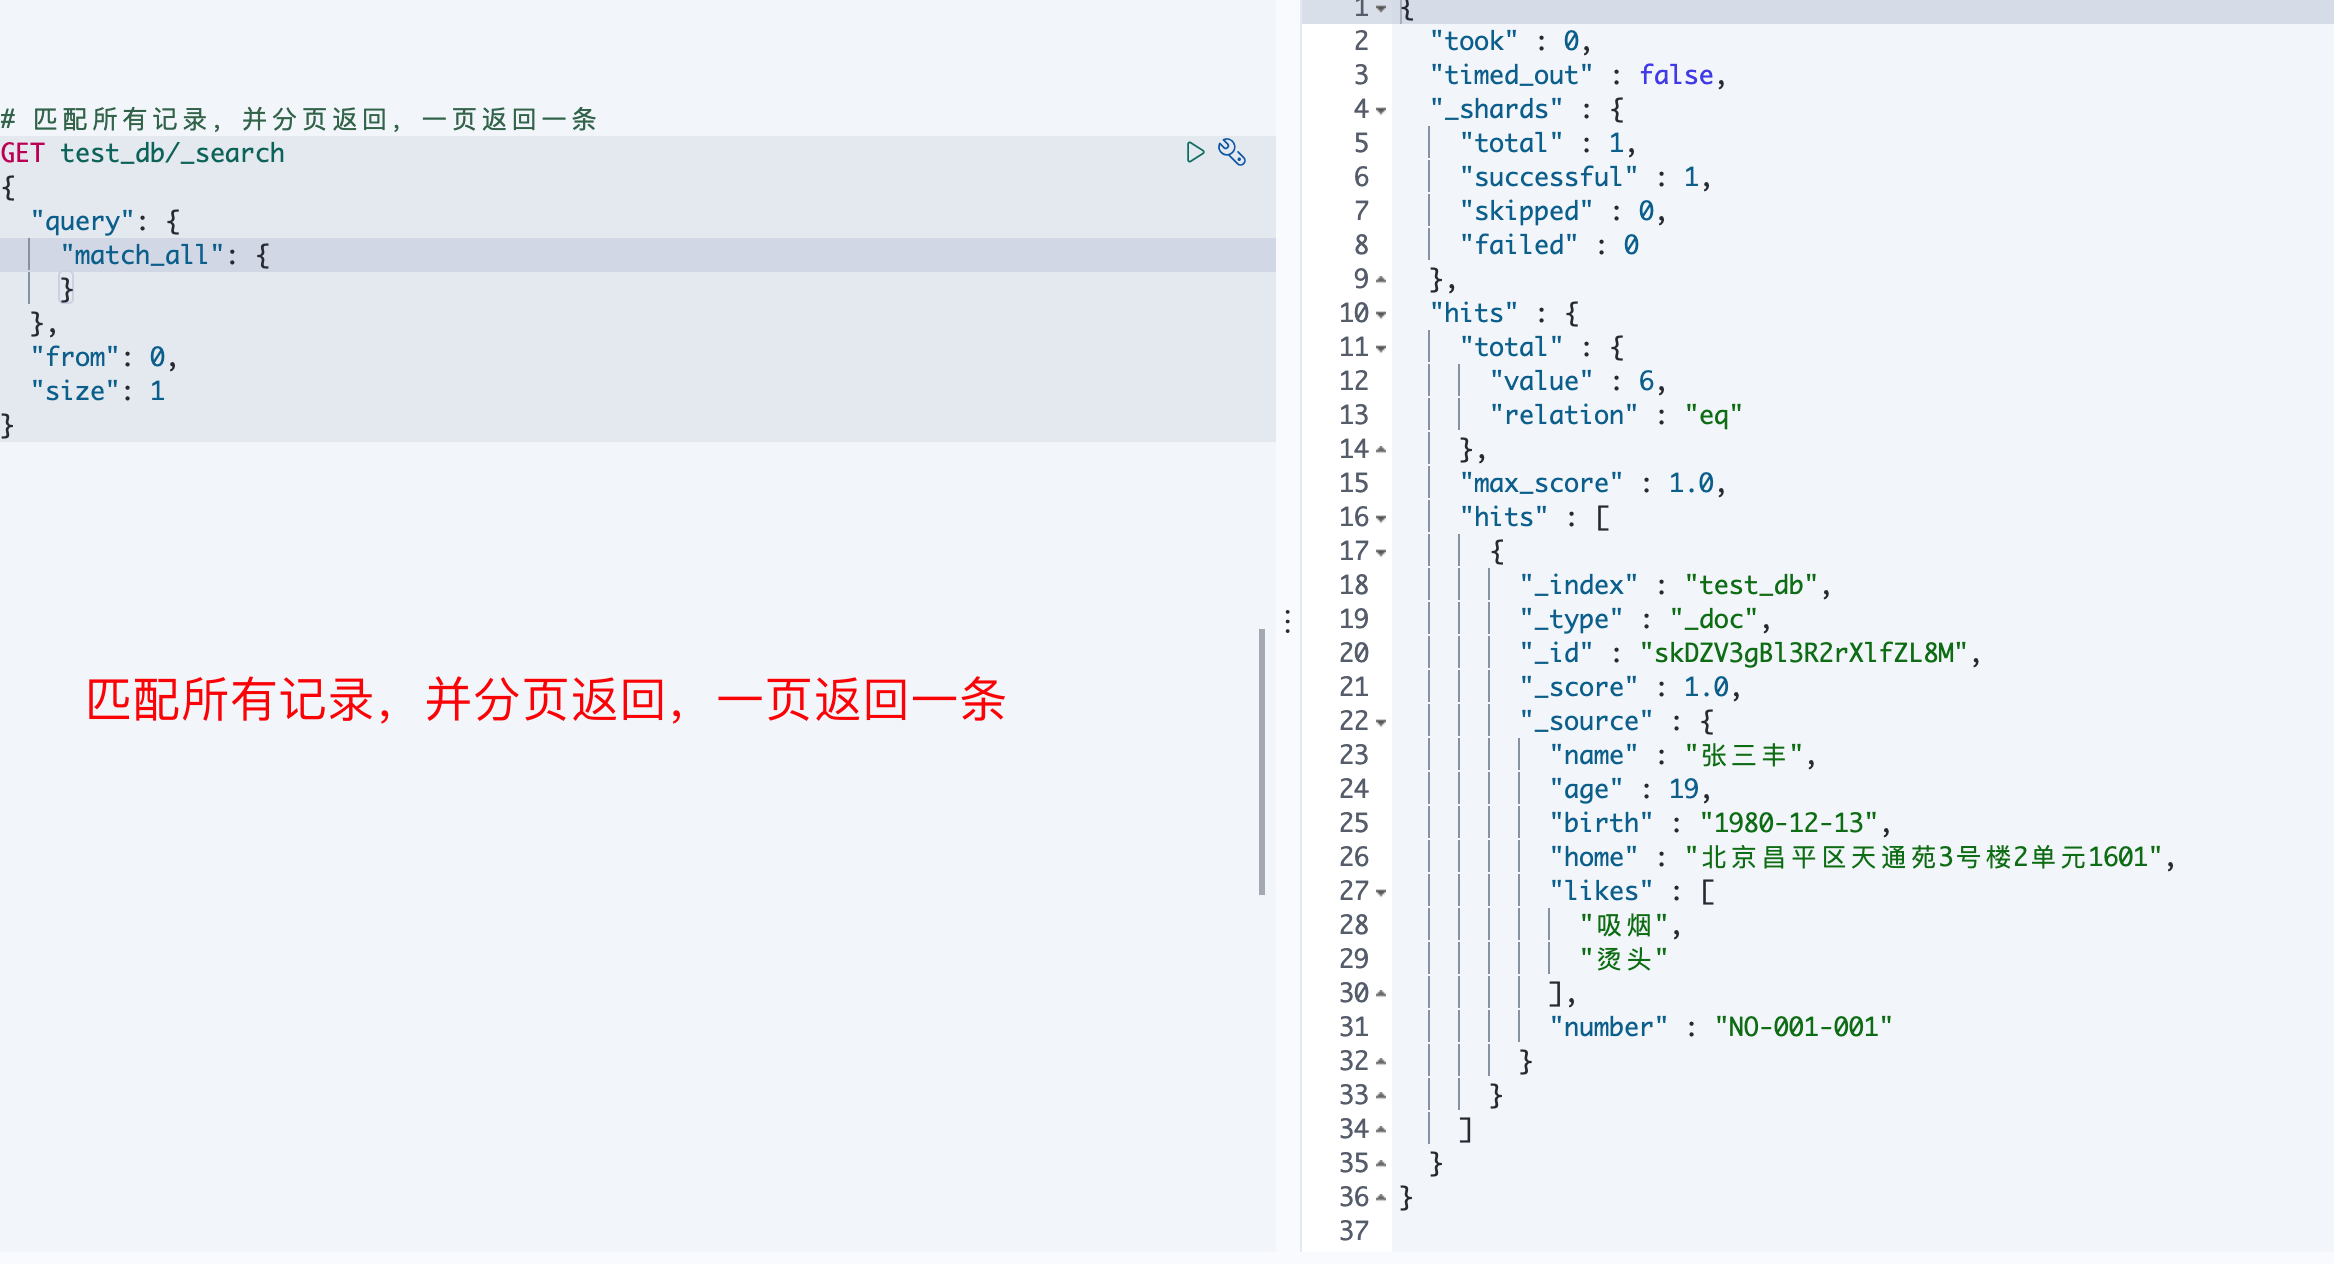 # 匹配所有记录，并分页返回，一页返回一条
GET test_db/_search
{
  "query": {
    "match_all": {
    }
  },
  "from": 0,
  "size": 1
}
匹配所有记录，并分页返回，一页返回一条
1 {
2   "took" : 0,
3   "timed_out" : false,
4   "_shards" : {
5     "total" : 1,
6     "successful" : 1,
7     "skipped" : 0,
8     "failed" : 0
9   },
10   "hits" : {
11     "total" : {
12       "value" : 6,
13       "relation" : "eq"
14     },
15     "max_score" : 1.0,
16     "hits" : [
17       {
18         "_index" : "test_db",
19         "_type" : "_doc",
20         "_id" : "skDZV3gBl3R2rXlfZL8M",
21         "_score" : 1.0,
22         "_source" : {
23           "name" : "张三丰",
24           "age" : 19,
25           "birth" : "1980-12-13",
26           "home" : "北京昌平区天通苑3号楼2单元1601",
27           "likes" : [
28             "吸烟",
29             "烫头"
30           ],
31           "number" : "NO-001-001"
32         }
33       }
34     ]
35   }
36 }
37